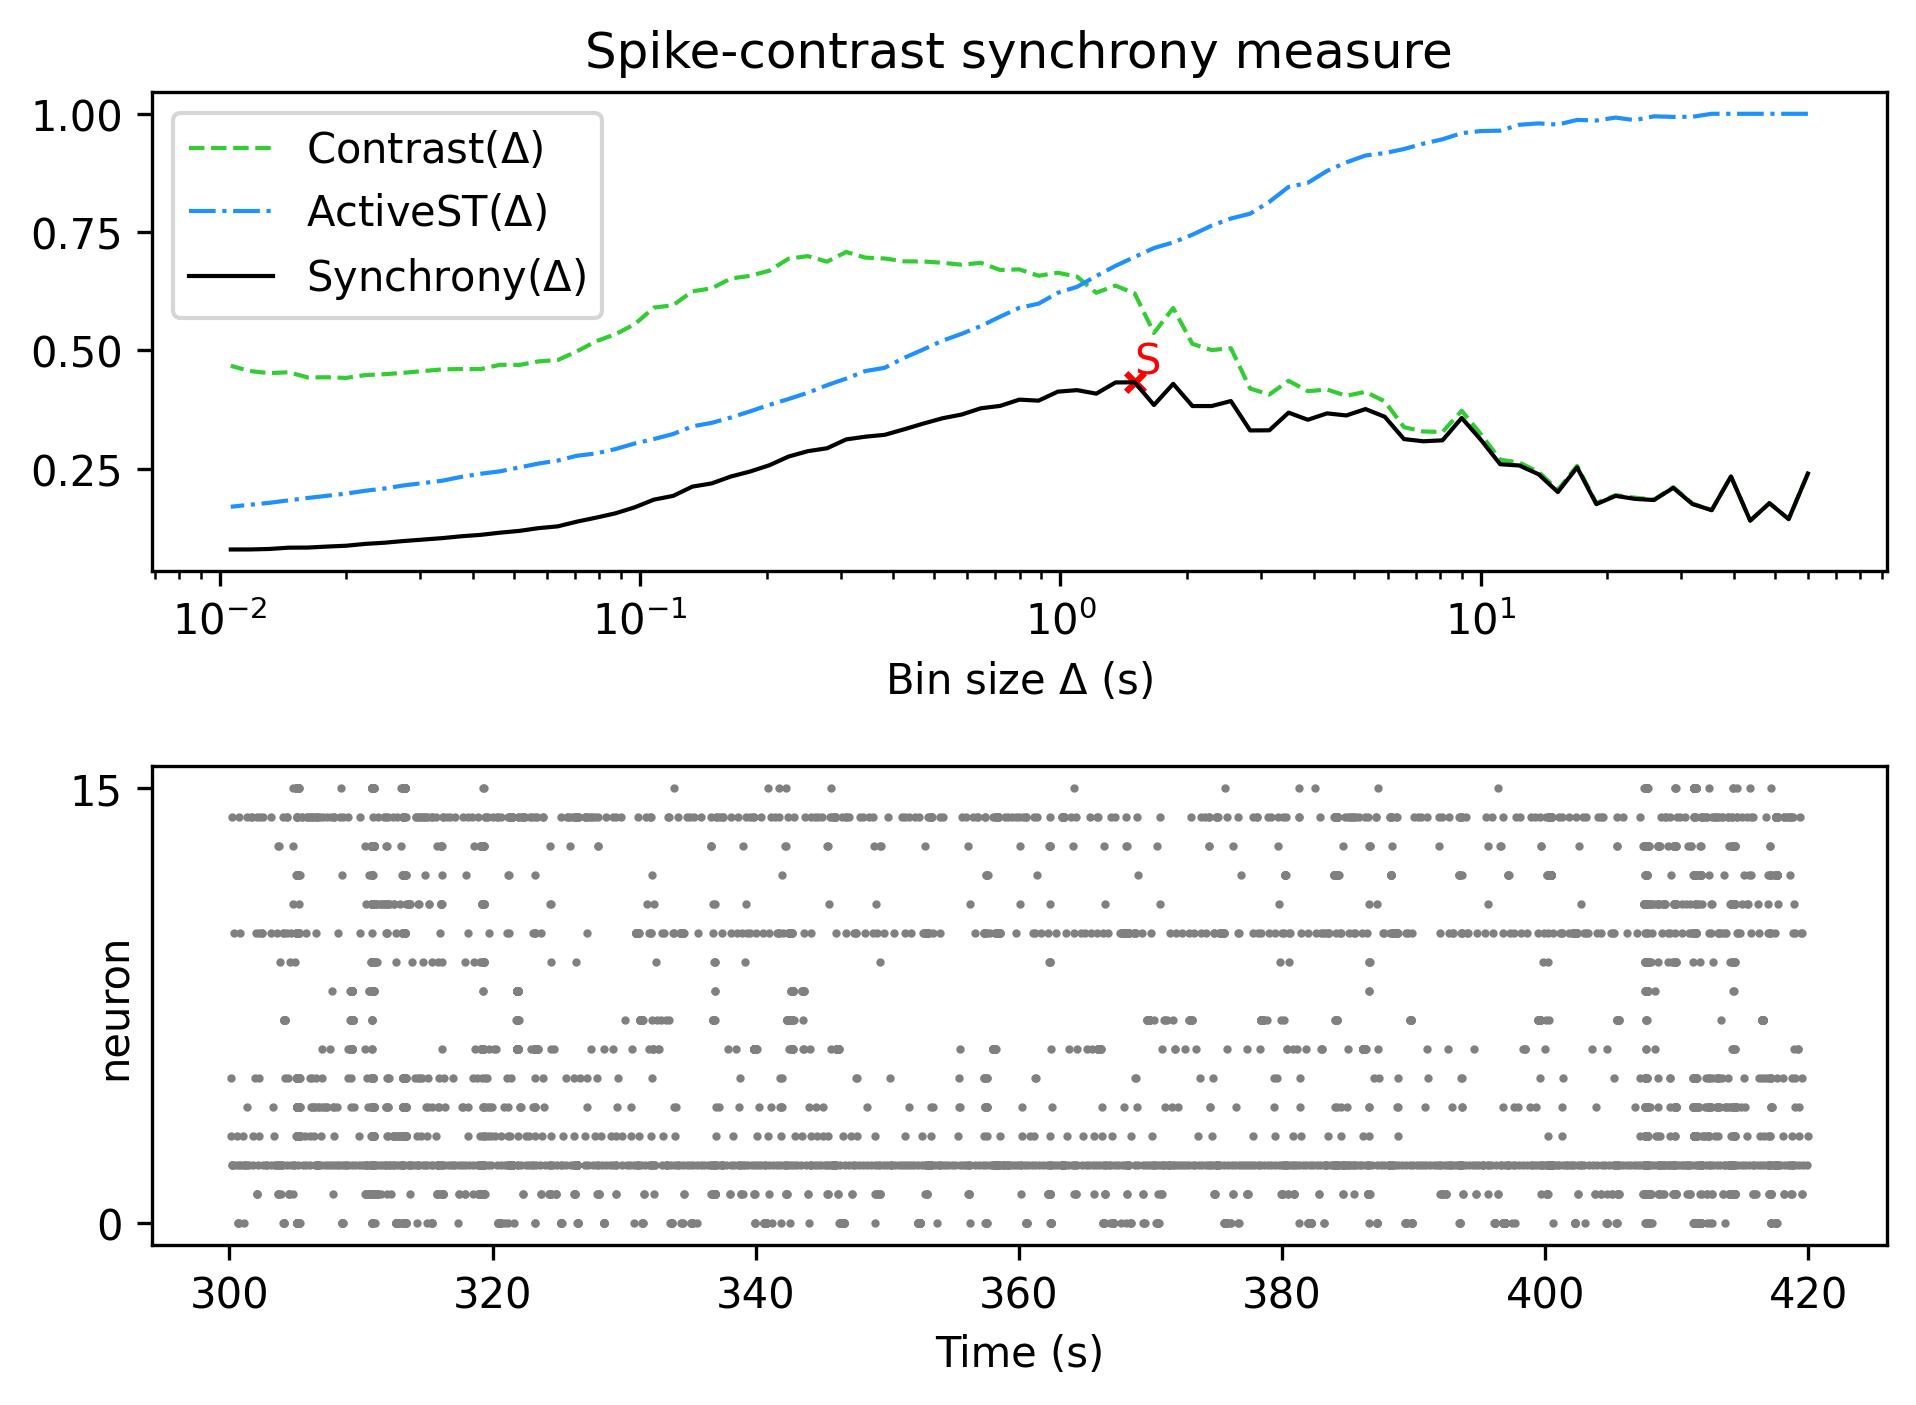 Spike-contrast synchrony measure
1.00
0.75
0.50
0.25
Contrast(Δ)
ActiveST(Δ)
Synchrony(Δ)
S
10⁻² 10⁻¹ 10⁰ 10¹
Bin size Δ (s)
15
0
neuron
300 320 340 360 380 400 420
Time (s)